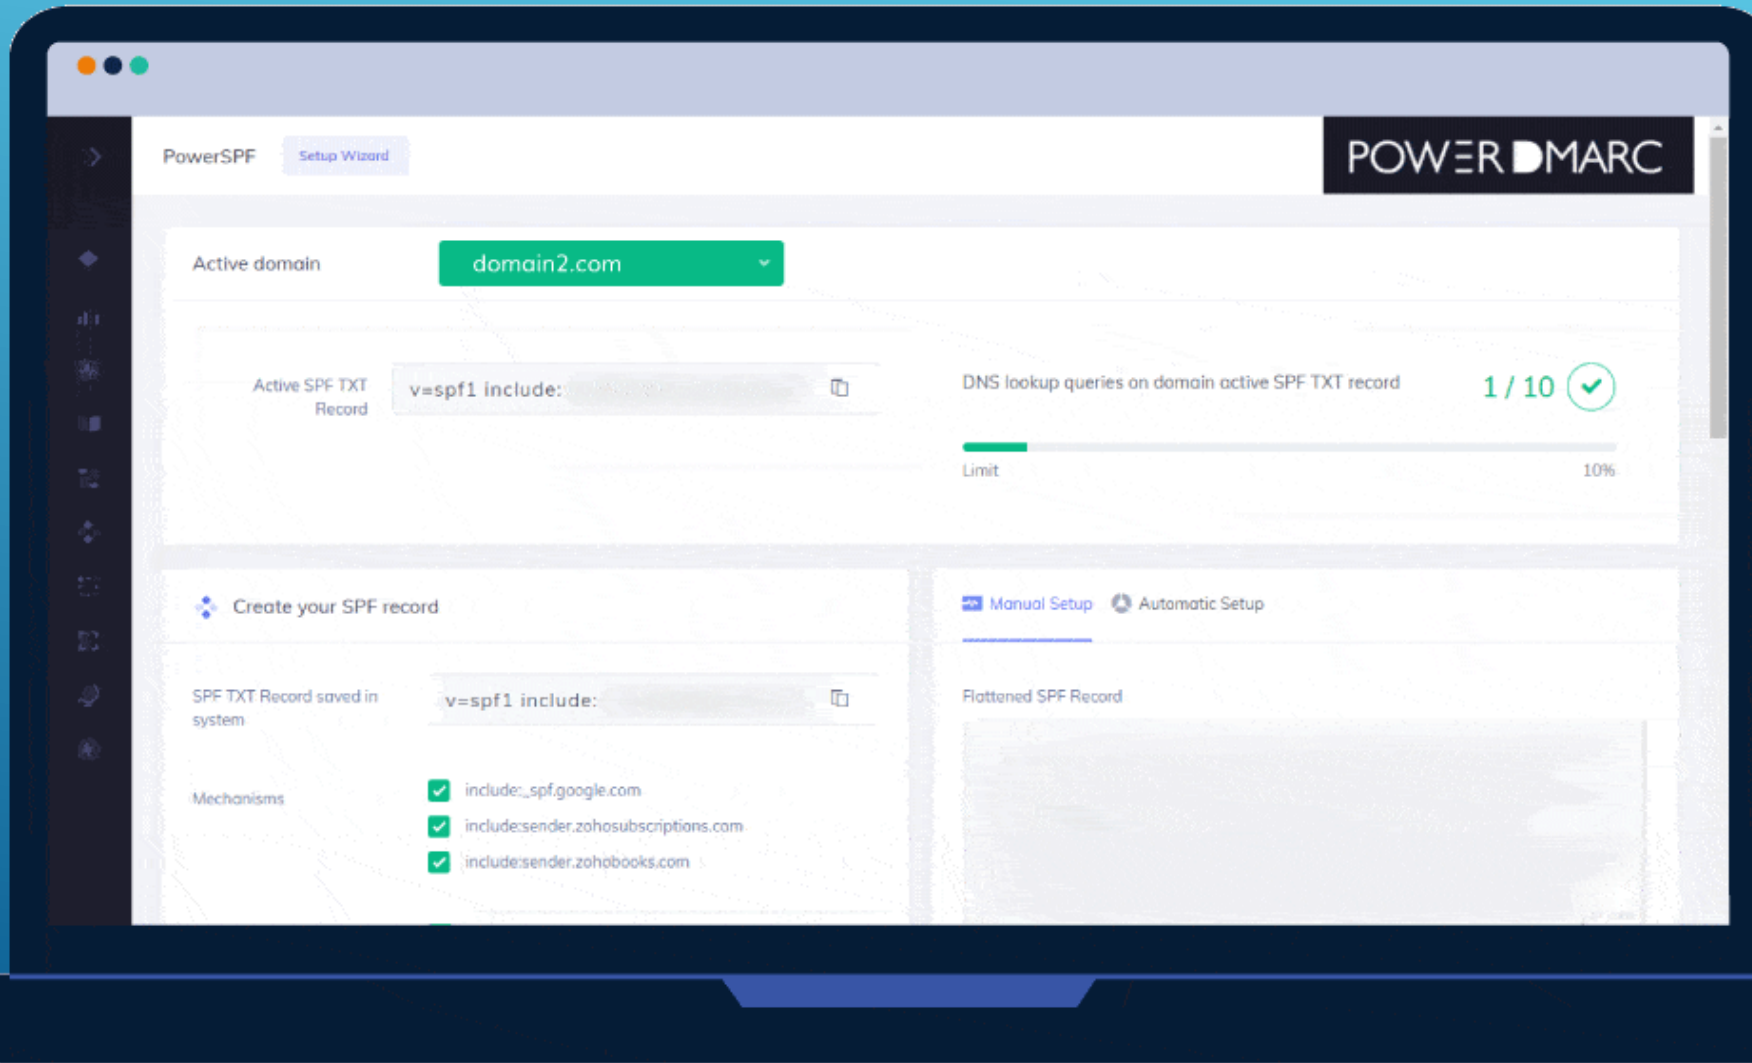 PowerSPF
Setup Wizard
POWER DMARC
Active domain
domain2.com
Active SPF TXT
Record
v=spf1 include:
DNS lookup queries on domain active SPF TXT record
1 / 10
Limit
10%
Create your SPF record
Manual Setup
Automatic Setup
SPF TXT Record saved in
system
v=spf1 include:
Flattened SPF Record
Mechanisms
include:_spf.google.com
include:sender.zohosubscriptions.com
include:sender.zohobooks.com